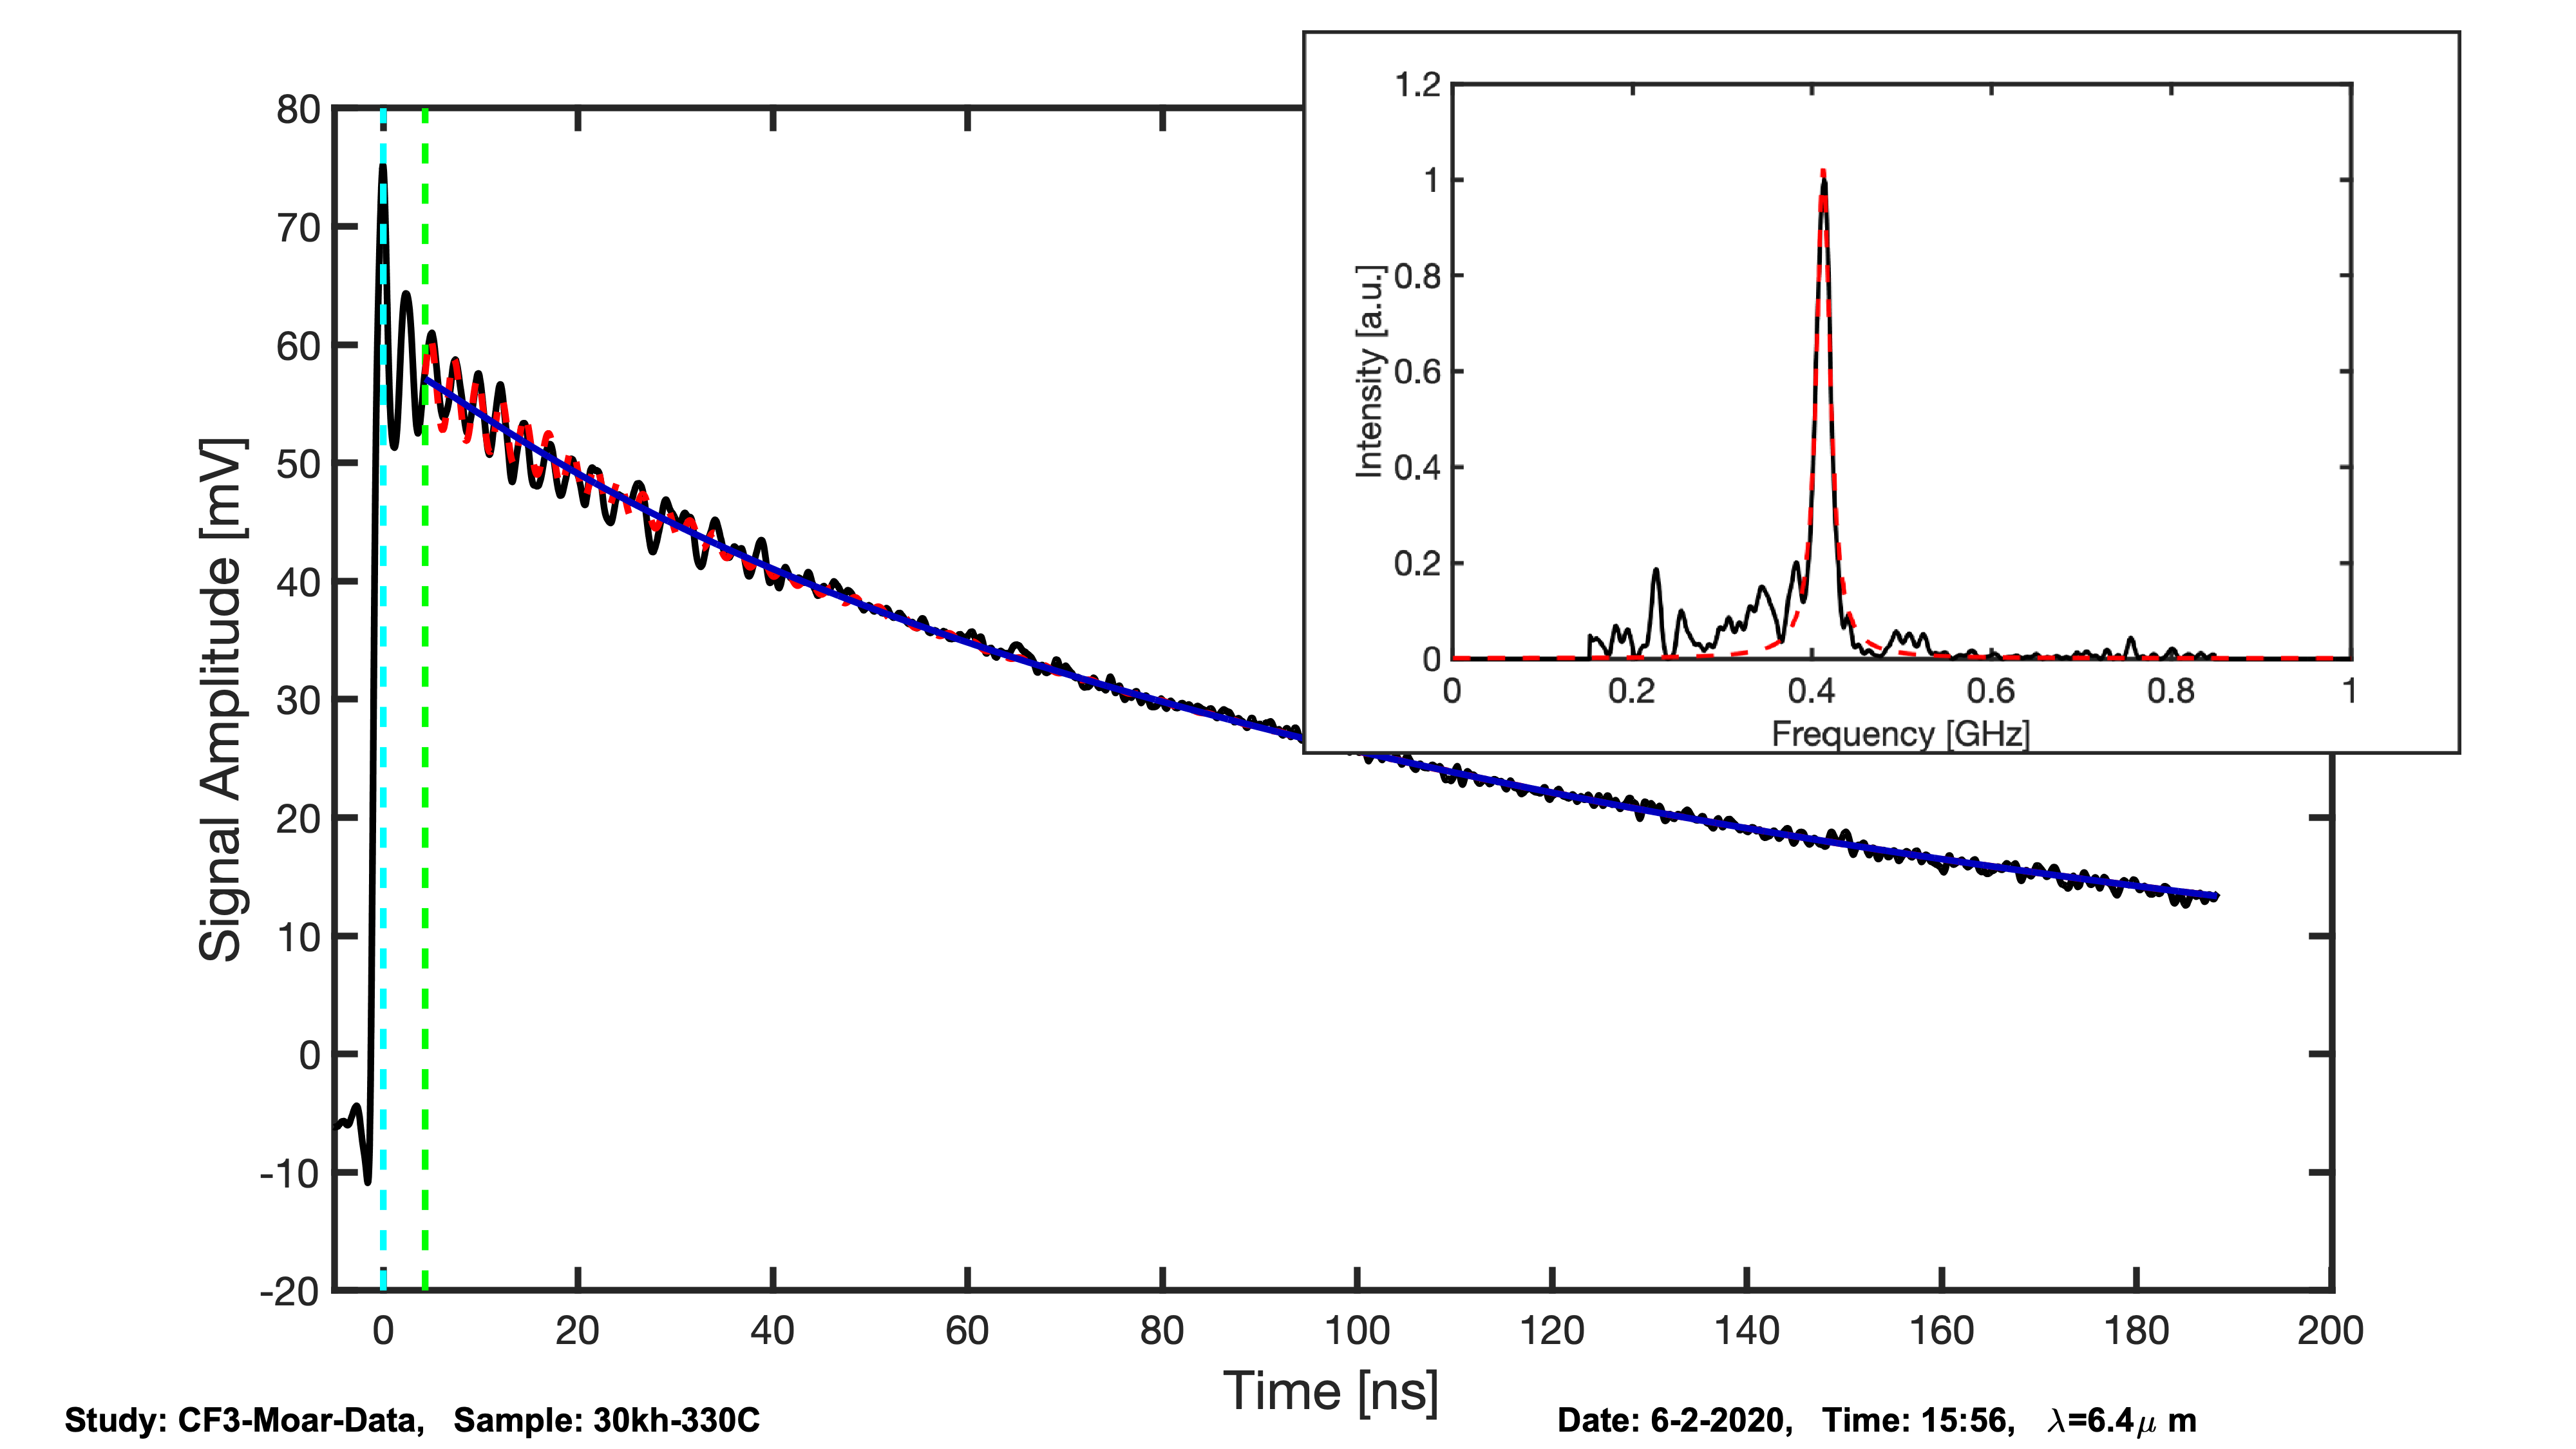 1.2
1
0.8
0.6
0.4
0.2
0
Intensity [a.u.]
0 0.2 0.4 0.6 0.8 1
Frequency [GHz]
80
70
60
50
40
30
20
10
0
-10
-20
Signal Amplitude [mV]
0 20 40 60 80 100 120 140 160 180 200
Time [ns]
Study: CF3-Moar-Data, Sample: 30kh-330C
Date: 6-2-2020, Time: 15:56, λ=6.4μ m